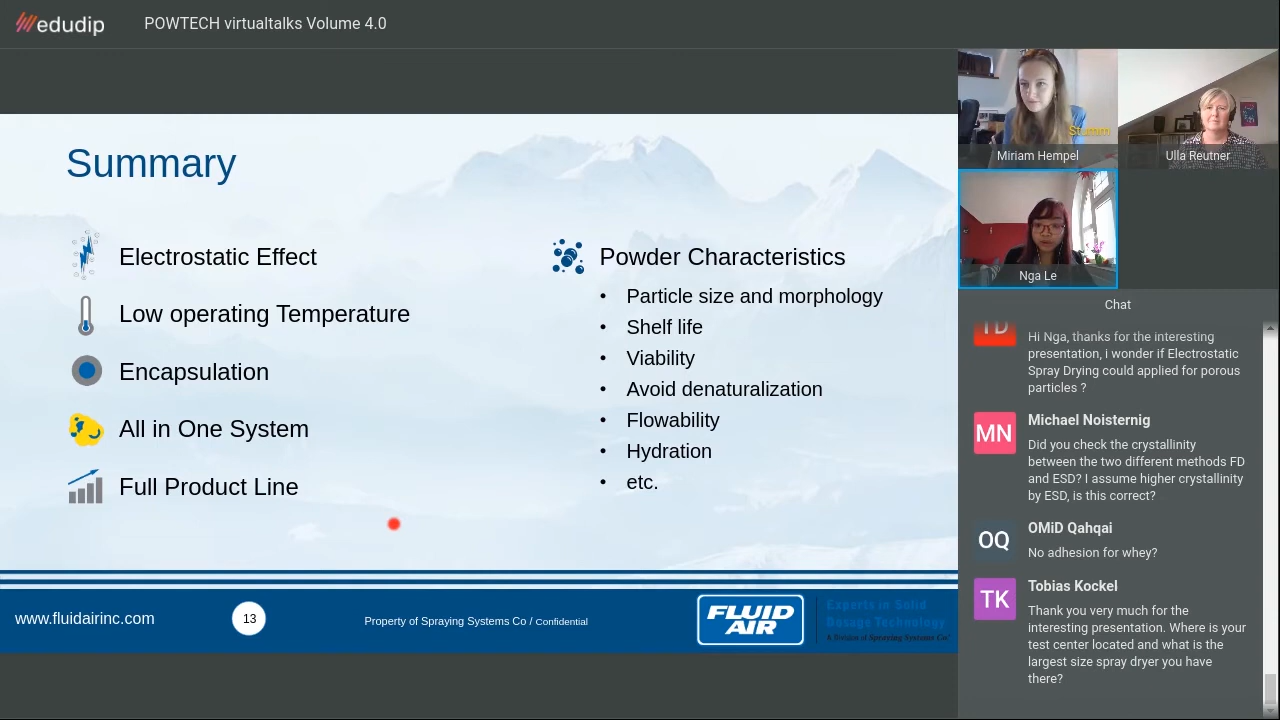 edudip
POWTECH virtualtalks Volume 4.0
Summary
Electrostatic Effect
Low operating Temperature
Encapsulation
All in One System
Full Product Line
Powder Characteristics
• Particle size and morphology
• Shelf life
• Viability
• Avoid denaturalization
• Flowability
• Hydration
• etc.
www.fluidairinc.com
13
Property of Spraying Systems Co / Confidential
FLUID
AIR
Experts in Solid
Dosage Technology
A Division of Spraying Systems Co.
Stumm
Miriam Hempel
Ulla Reutner
Nga Le
Chat
TD
Hi Nga, thanks for the interesting
presentation, i wonder if Electrostatic
Spray Drying could applied for porous
particles ?
MN
Michael Noisternig
Did you check the crystallinity
between the two different methods FD
and ESD? I assume higher crystallinity
by ESD, is this correct?
OQ
OMiD Qahqai
No adhesion for whey?
TK
Tobias Kockel
Thank you very much for the
interesting presentation. Where is your
test center located and what is the
largest size spray dryer you have
there?